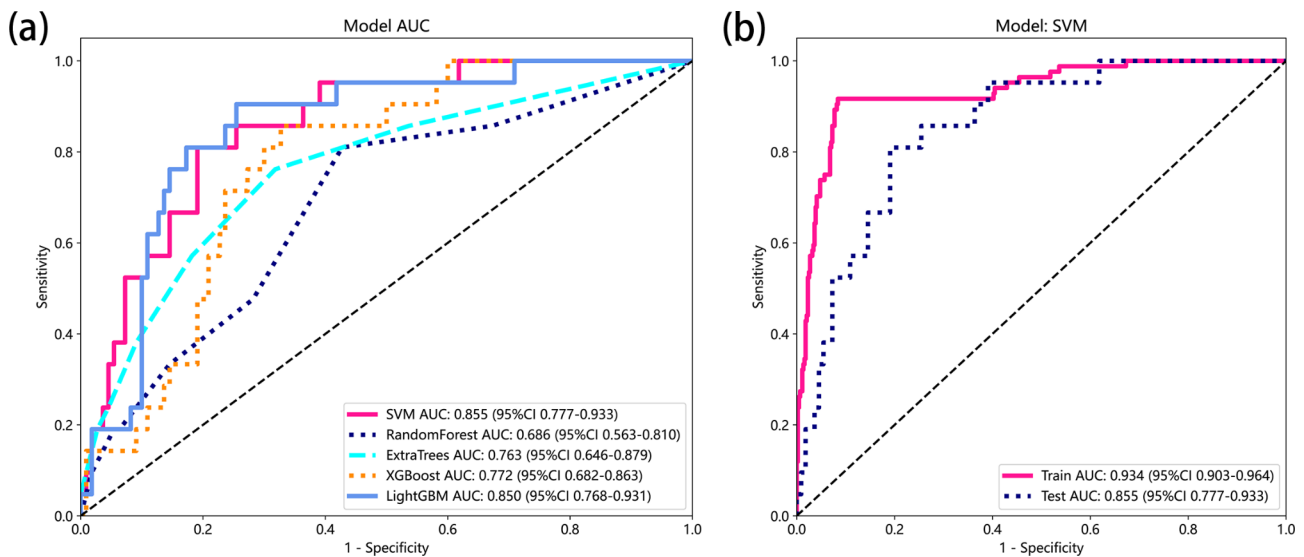 (a)
Model AUC
1.0
0.8
0.6
0.4
0.2
0.0
Sensitivity
SVM AUC: 0.855 (95%CI 0.777-0.933)
RandomForest AUC: 0.686 (95%CI 0.563-0.810)
ExtraTrees AUC: 0.763 (95%CI 0.646-0.879)
XGBoost AUC: 0.772 (95%CI 0.682-0.863)
LightGBM AUC: 0.850 (95%CI 0.768-0.931)
0.0 0.2 0.4 0.6 0.8 1.0
1 - Specificity
(b)
Model: SVM
1.0
0.8
0.6
0.4
0.2
0.0
Sensitivity
Train AUC: 0.934 (95%CI 0.903-0.964)
Test AUC: 0.855 (95%CI 0.777-0.933)
0.0 0.2 0.4 0.6 0.8 1.0
1 - Specificity